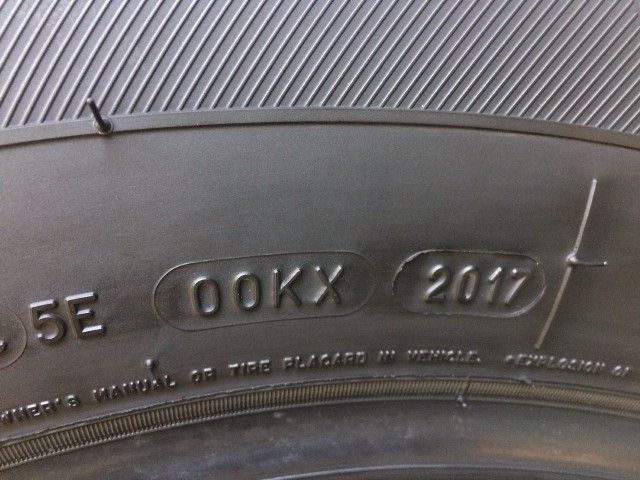 5E 00KX 2017
OWNER'S MANUAL OR TIRE PLACARD IN VEHICLE. •EXPLOSION OF